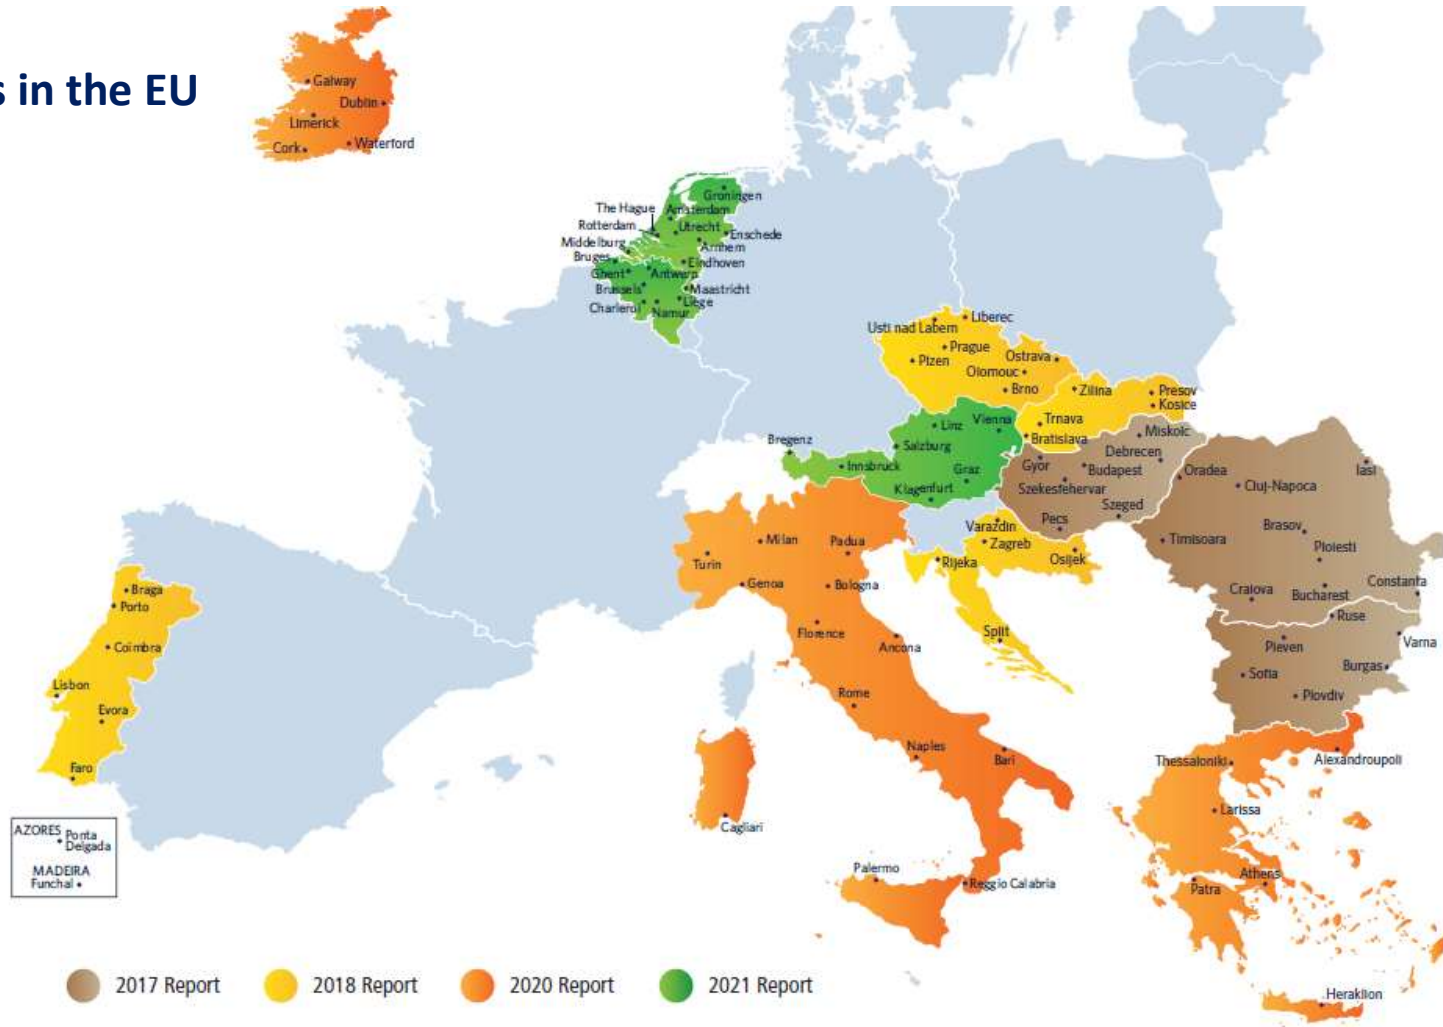 s in the EU
Galway
Dublin
Limerick
Cork
Waterford
Groningen
The Hague
Amsterdam
Rotterdam
Utrecht
Enschede
Middelburg
Arnhem
Bruges
Eindhoven
Ghent
Antwerp
Brussels
Maastricht
Liège
Charleroi
Namur
Usti nad Labem
Liberec
Prague
Plzen
Ostrava
Olomouc
Brno
Zilina
Presov
Kosice
Trnava
Bratislava
Linz
Vienna
Bregenz
Salzburg
Innsbruck
Graz
Klagenfurt
Miskolc
Debrecen
Gyor
Budapest
Szekesfehervar
Szeged
Pecs
Oradea
Iasi
Cluj-Napoca
Brasov
Timisoara
Ploiesti
Craiova
Bucharest
Constanta
Varazdin
Zagreb
Osijek
Rijeka
Split
Ruse
Pleven
Varna
Sofia
Burgas
Plovdiv
Turin
Milan
Padua
Genoa
Bologna
Florence
Ancona
Rome
Naples
Bari
Cagliari
Palermo
Reggio Calabria
Braga
Porto
Coimbra
Lisbon
Evora
Faro
AZORES
Ponta
Delgada
MADEIRA
Funchal
Thessaloniki
Alexandroupoli
Larissa
Athens
Patra
Heraklion
2017 Report
2018 Report
2020 Report
2021 Report